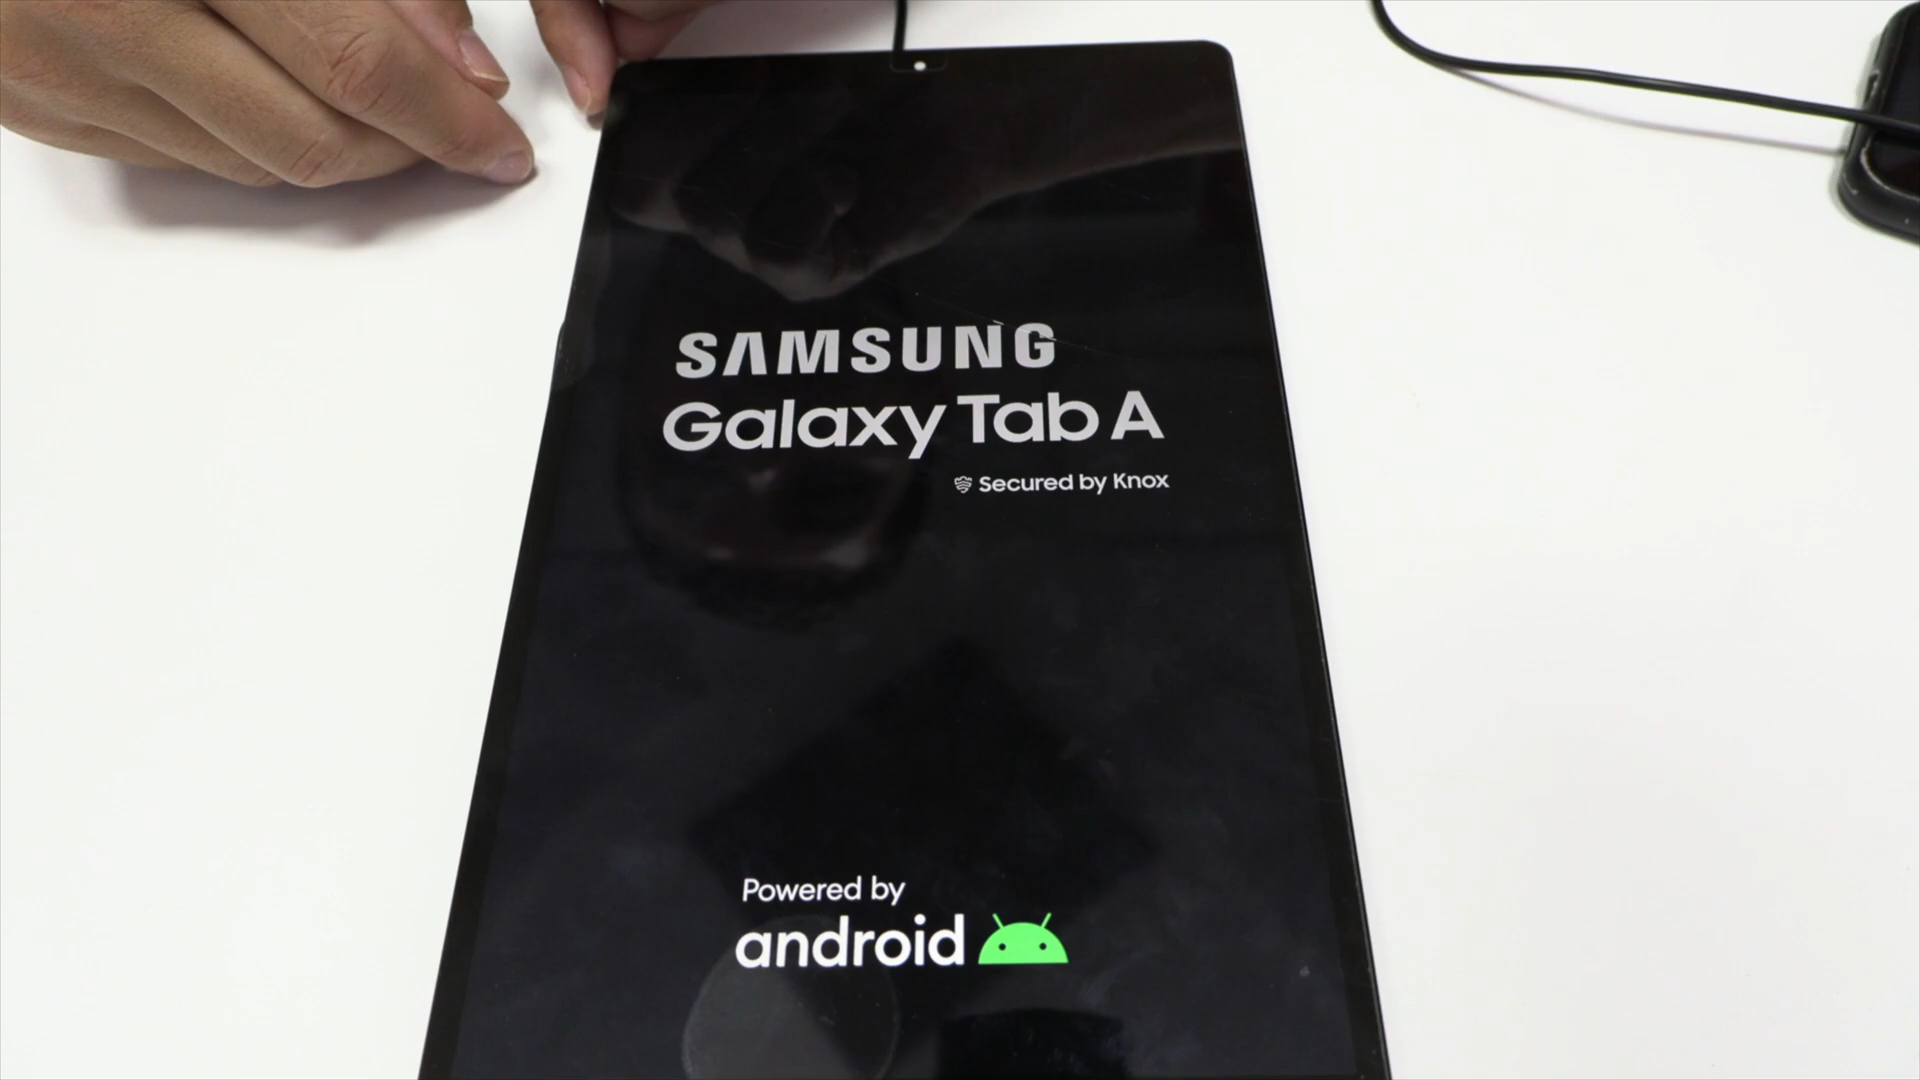 SAMSUNG
Galaxy Tab A
Secured by Knox
Powered by
android